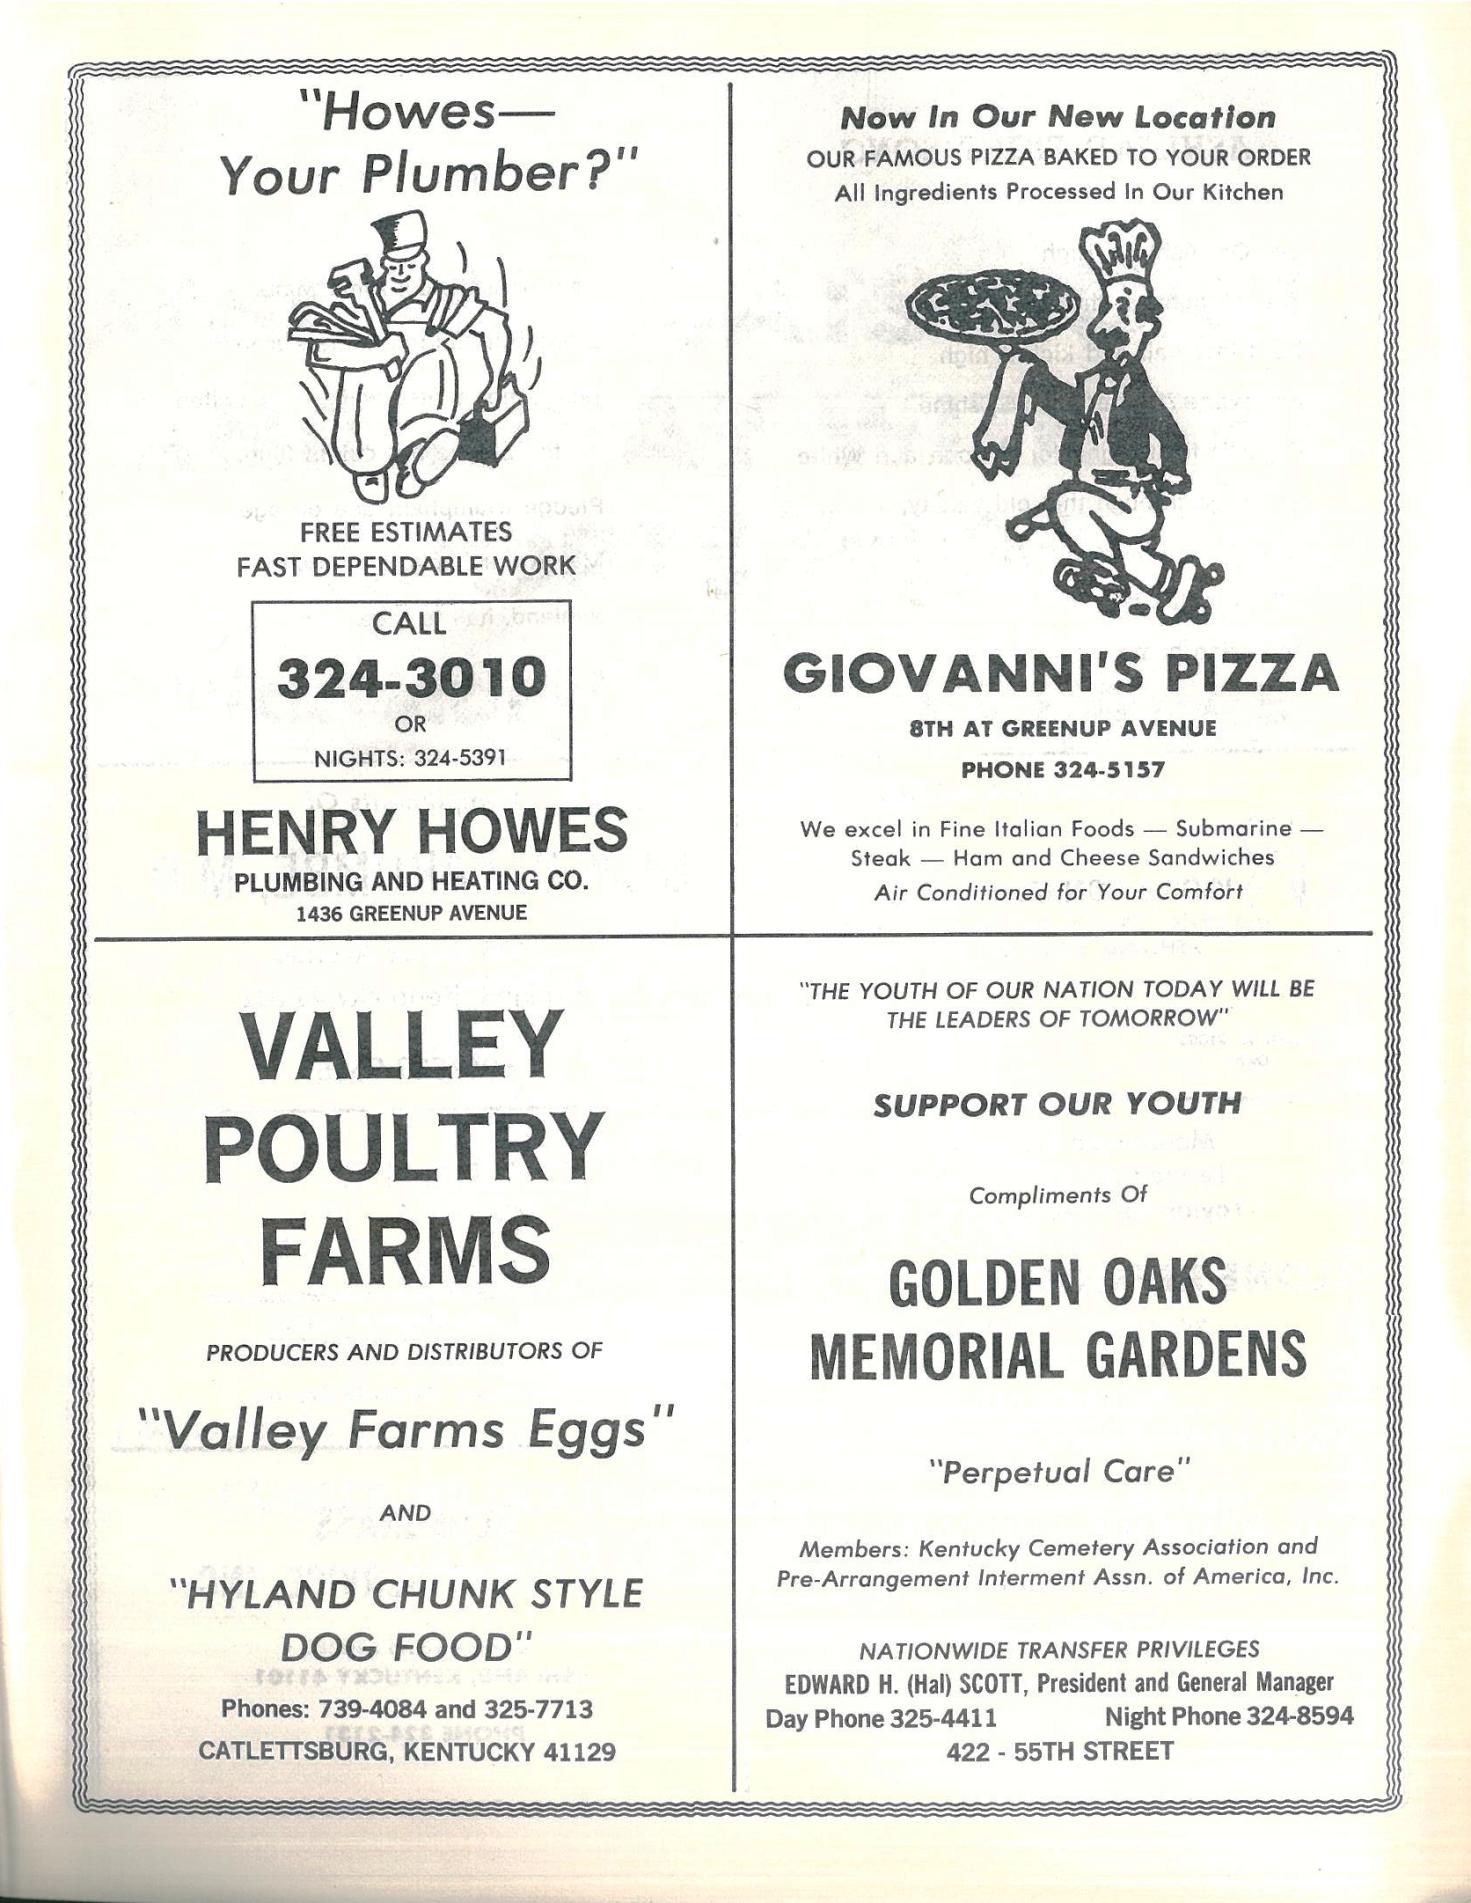 "Howes—
Your Plumber?"
FREE ESTIMATES
FAST DEPENDABLE WORK
CALL
324-3010
OR
NIGHTS: 324-5391
HENRY HOWES
PLUMBING AND HEATING CO.
1436 GREENUP AVENUE
Now In Our New Location
OUR FAMOUS PIZZA BAKED TO YOUR ORDER
All Ingredients Processed In Our Kitchen
GIOVANNI'S PIZZA
8TH AT GREENUP AVENUE
PHONE 324-5157
We excel in Fine Italian Foods — Submarine —
Steak — Ham and Cheese Sandwiches
Air Conditioned for Your Comfort
VALLEY
POULTRY
FARMS
PRODUCERS AND DISTRIBUTORS OF
"Valley Farms Eggs"
AND
"HYLAND CHUNK STYLE
DOG FOOD"
Phones: 739-4084 and 325-7713
CATLETTSBURG, KENTUCKY 41129
"THE YOUTH OF OUR NATION TODAY WILL BE
THE LEADERS OF TOMORROW"
SUPPORT OUR YOUTH
Compliments Of
GOLDEN OAKS
MEMORIAL GARDENS
"Perpetual Care"
Members: Kentucky Cemetery Association and
Pre-Arrangement Interment Assn. of America, Inc.
NATIONWIDE TRANSFER PRIVILEGES
EDWARD H. (Hal) SCOTT, President and General Manager
Day Phone 325-4411 Night Phone 324-8594
422 - 55TH STREET